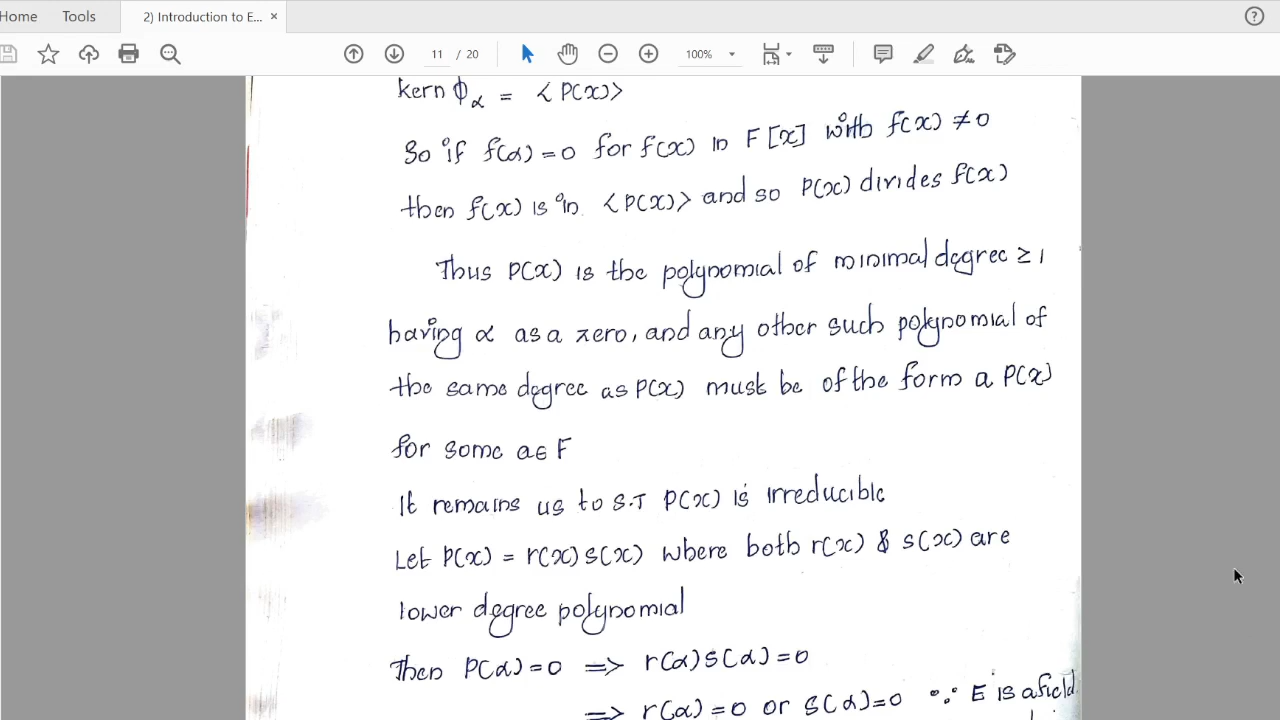 Home Tools 2) Introduction to E... ×
11 / 20 100%
kern ϕα = <P(x)>
So if f(α) = 0 for f(x) in F[x] with f(x) ≠ 0
then f(x) is in <P(x)> and so P(x) divides f(x)
Thus P(x) is the polynomial of minimal degree ≥ 1
having α as a zero, and any other such polynomial of
the same degree as P(x) must be of the form a P(x)
for some a∈F
It remains us to S.T P(x) is irreducible
Let P(x) = r(x)s(x) where both r(x) & s(x) are
lower degree polynomial
Then P(α)=0 => r(α)s(α)=0
=> r(α)=0 or s(α)=0 ∵ E is a field